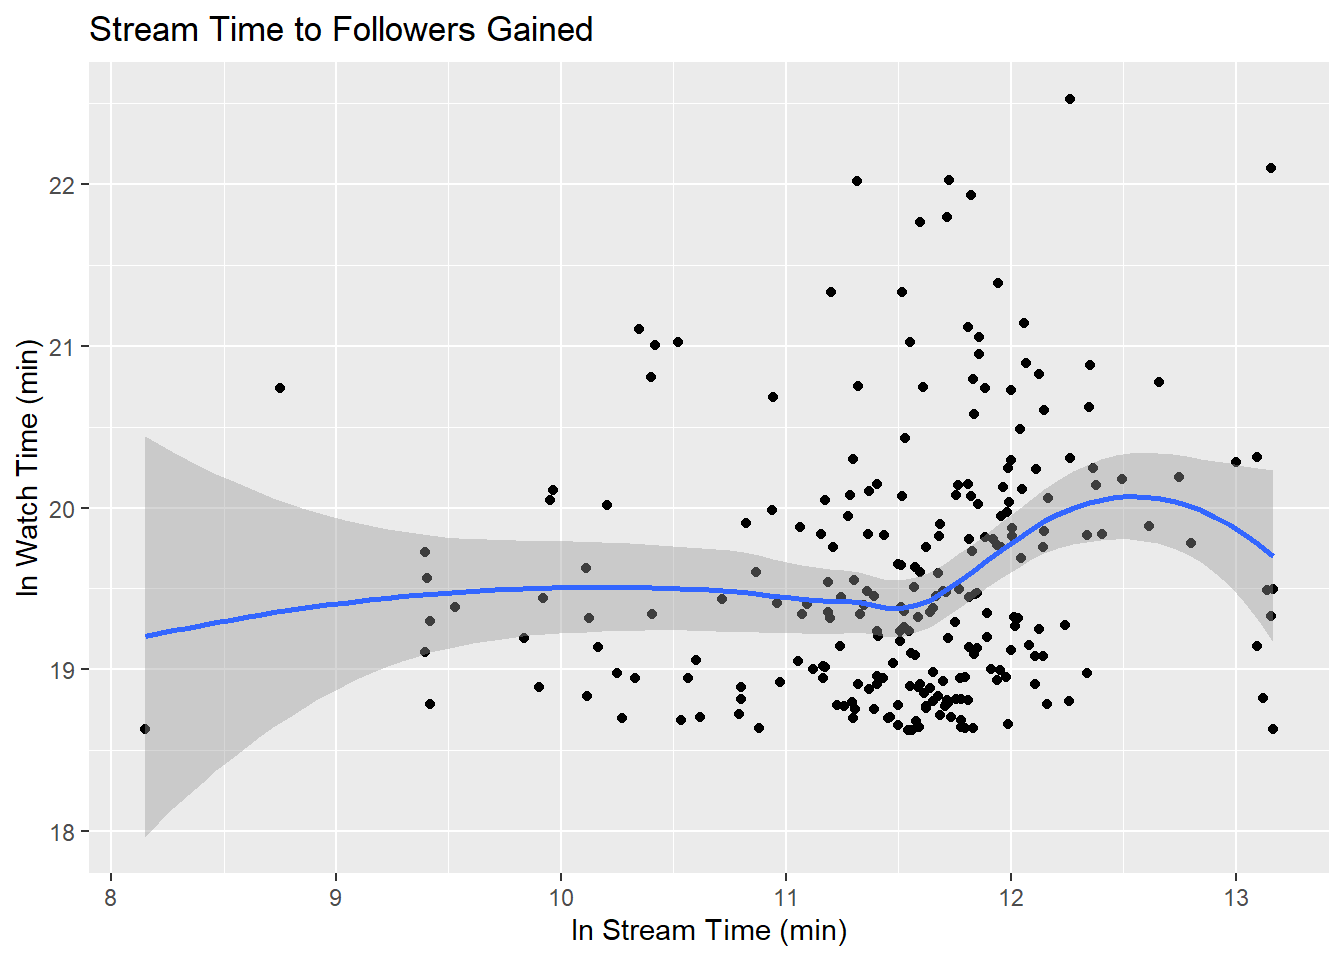 Stream Time to Followers Gained
ln Watch Time (min)
22
21
20
19
18
8 9 10 11 12 13
ln Stream Time (min)